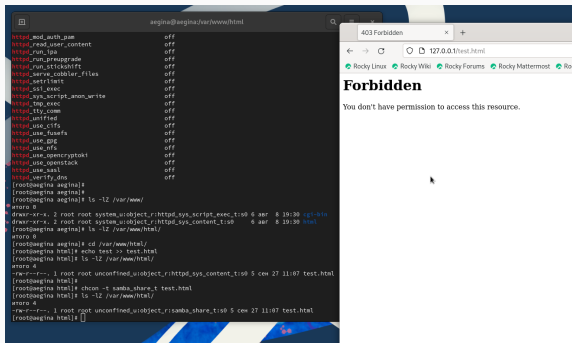 aegina@aegina:/var/www/html
httpd_mod_auth_pam off
httpd_read_user_content off
httpd_run_ipa off
httpd_run_preupgrade off
httpd_run_stickshift off
httpd_serve_cobbler_files off
httpd_setrlimit off
httpd_ssi_exec off
httpd_sys_script_anon_write off
httpd_tmp_exec off
httpd_tty_comm off
httpd_unified off
httpd_use_cifs off
httpd_use_fusefs off
httpd_use_gpg off
httpd_use_nfs off
httpd_use_opencryptoki off
httpd_use_openstack off
httpd_use_sasl off
httpd_verify_dns off
[root@aegina aegina]#
[root@aegina aegina]#
[root@aegina aegina]# ls -lZ /var/www/
итого 0
drwxr-xr-x. 2 root root system_u:object_r:httpd_sys_script_exec_t:s0 6 авг 8 19:30 cgi-bin
drwxr-xr-x. 2 root root system_u:object_r:httpd_sys_content_t:s0 6 авг 8 19:30 html
[root@aegina aegina]# ls -lZ /var/www/html/
итого 0
[root@aegina aegina]# cd /var/www/html/
[root@aegina html]# echo test >> test.html
[root@aegina html]# ls -lZ /var/www/html/
итого 4
-rw-r--r--. 1 root root unconfined_u:object_r:httpd_sys_content_t:s0 5 сен 27 11:07 test.html
[root@aegina html]#
[root@aegina html]# chcon -t samba_share_t test.html
[root@aegina html]# ls -lZ /var/www/html/
итого 4
-rw-r--r--. 1 root root unconfined_u:object_r:samba_share_t:s0 5 сен 27 11:07 test.html
[root@aegina html]#
403 Forbidden
127.0.0.1/test.html
Rocky Linux Rocky Wiki Rocky Forums Rocky Mattermost Ro
Forbidden
You don't have permission to access this resource.